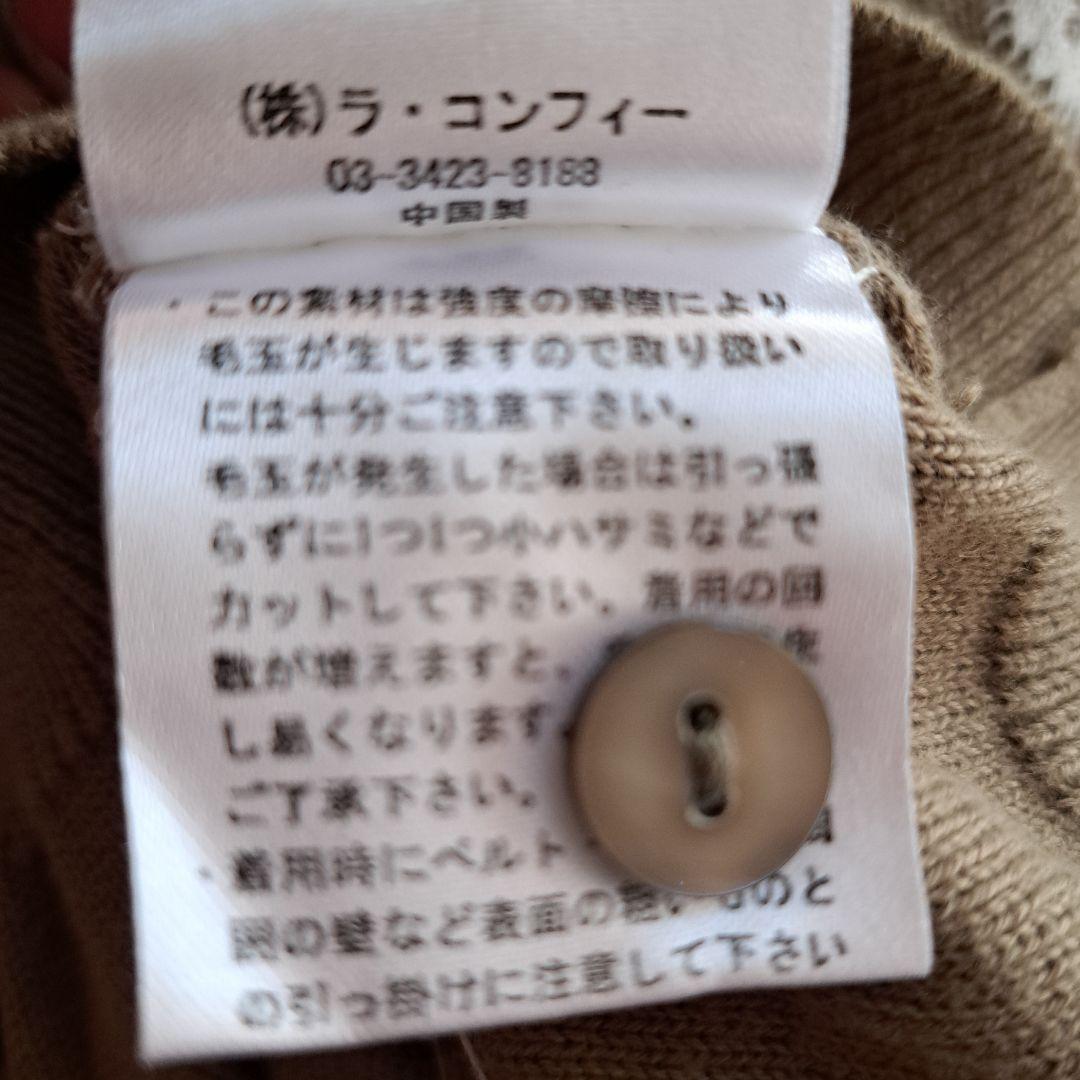 (株)ラ・コンフィー
03-3423-8188
中国製
・この素材は強度の摩擦により
毛玉が生じますので取り扱い
には十分ご注意下さい。
毛玉が発生した場合は引っ張
らずに1つ1つ小ハサミなどで
カットして下さい。着用の回
数が増えますと、
し易くなります
ご了承下さい。
・着用時にベルト
図の壁など表面の粗いものと
の引っ掛けに注意して下さい